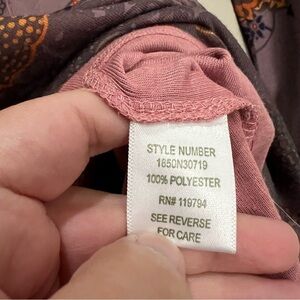 STYLE NUMBER
1850N30719
100% POLYESTER
RN# 119794
SEE REVERSE
FOR CARE